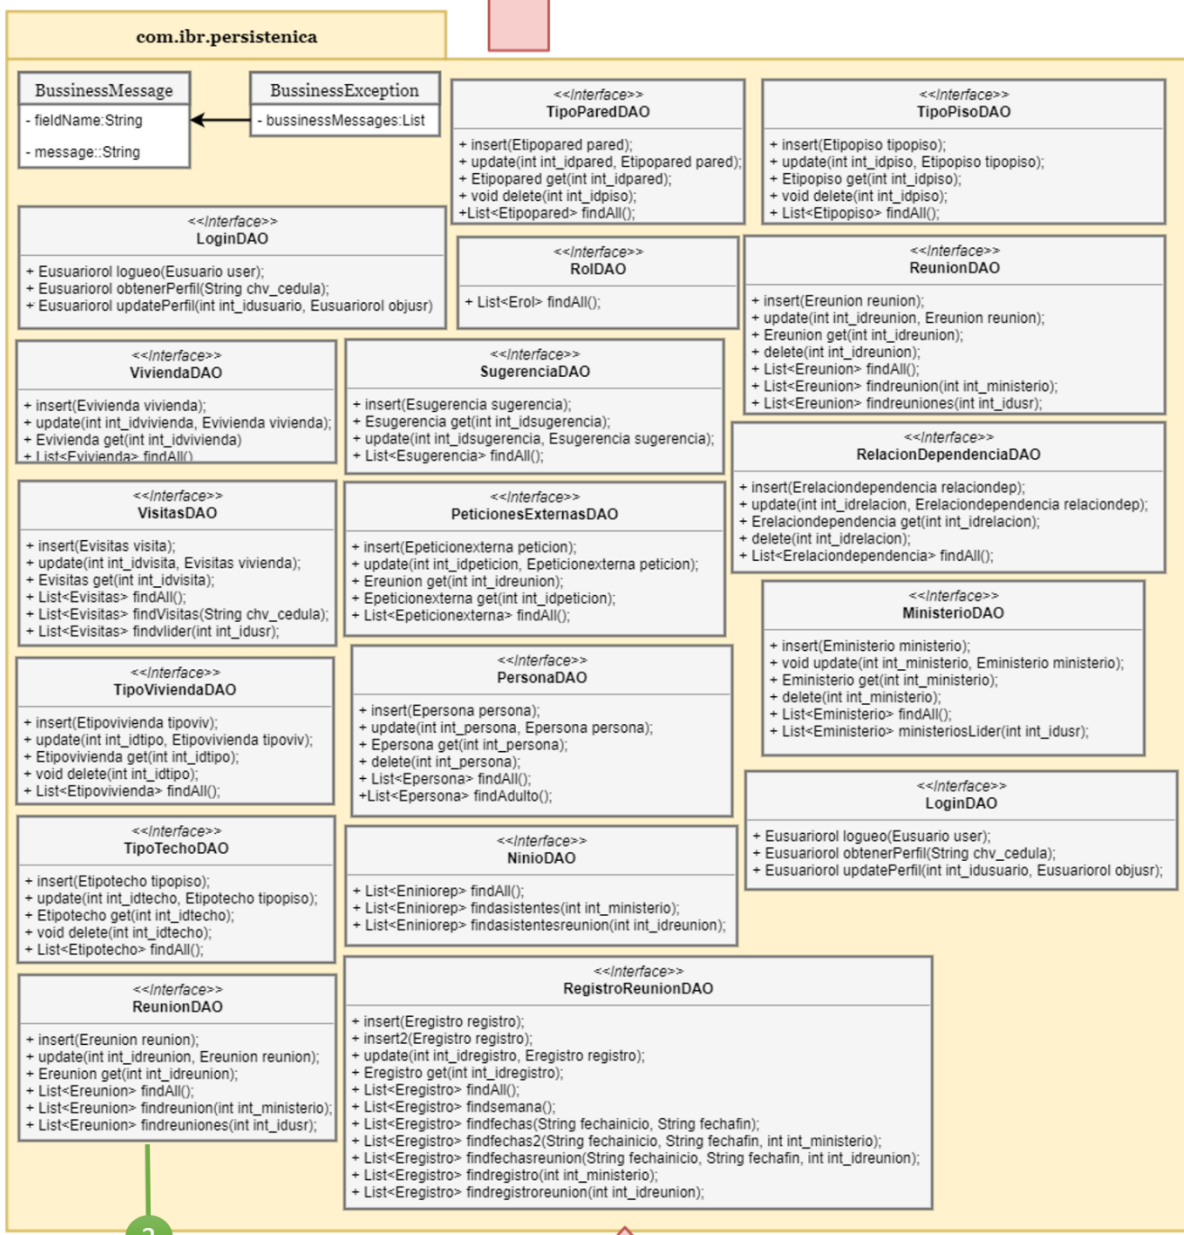 com.ibr.persistenica
BussinessMessage
- fieldName:String
- message::String
BussinessException
- bussinessMessages:List
<<Interface>>
TipoParedDAO
+ insert(Etipopared pared);
+ update(int int_idpared, Etipopared pared);
+ Etipopared get(int int_idpared);
+ void delete(int int_idpiso);
+List<Etipopared> findAll();
<<Interface>>
TipoPisoDAO
+ insert(Etipopiso tipopiso);
+ update(int int_idpiso, Etipopiso tipopiso);
+ Etipopiso get(int int_idpiso);
+ void delete(int int_idpiso);
+ List<Etipopiso> findAll();
<<Interface>>
LoginDAO
+ Eusuariorol logueo(Eusuario user);
+ Eusuariorol obtenerPerfil(String chv_cedula);
+ Eusuariorol updatePerfil(int int_idusuario, Eusuariorol objusr)
<<Interface>>
RolDAO
+ List<Erol> findAll();
<<Interface>>
ReunionDAO
+ insert(Ereunion reunion);
+ update(int int_idreunion, Ereunion reunion);
+ Ereunion get(int int_idreunion);
+ delete(int int_idreunion);
+ List<Ereunion> findAll();
+ List<Ereunion> findreunion(int int_ministerio);
+ List<Ereunion> findreuniones(int int_idusr);
<<Interface>>
ViviendaDAO
+ insert(Evivienda vivienda);
+ update(int int_idvivienda, Evivienda vivienda);
+ Evivienda get(int int_idvivienda)
+ List<Evivienda> findAll()
<<Interface>>
SugerenciaDAO
+ insert(Esugerencia sugerencia);
+ Esugerencia get(int int_idsugerencia);
+ update(int int_idsugerencia, Esugerencia sugerencia);
+ List<Esugerencia> findAll();
<<Interface>>
RelacionDependenciaDAO
+ insert(Erelaciondependencia relaciondep);
+ update(int int_idrelacion, Erelaciondependencia relaciondep);
+ Erelaciondependencia get(int int_idrelacion);
+ delete(int int_idrelacion);
+ List<Erelaciondependencia> findAll();
<<Interface>>
VisitasDAO
+ insert(Evisitas visita);
+ update(int int_idvisita, Evisitas vivienda);
+ Evisitas get(int int_idvisita);
+ List<Evisitas> findAll();
+ List<Evisitas> findVisitas(String chv_cedula);
+ List<Evisitas> findvlider(int int_idusr);
<<Interface>>
PeticionesExternasDAO
+ insert(Epeticionexterna peticion);
+ update(int int_idpeticion, Epeticionexterna peticion);
+ Ereunion get(int int_idreunion);
+ Epeticionexterna get(int int_idpeticion);
+ List<Epeticionexterna> findAll();
<<Interface>>
MinisterioDAO
+ insert(Eministerio ministerio);
+ void update(int int_ministerio, Eministerio ministerio);
+ Eministerio get(int int_ministerio);
+ delete(int int_ministerio);
+ List<Eministerio> findAll();
+ List<Eministerio> ministeriosLider(int int_idusr);
<<Interface>>
TipoViviendaDAO
+ insert(Etipovivienda tipoviv);
+ update(int int_idtipo, Etipovivienda tipoviv);
+ Etipovivienda get(int int_idtipo);
+ void delete(int int_idtipo);
+ List<Etipovivienda> findAll();
<<Interface>>
PersonaDAO
+ insert(Epersona persona);
+ update(int int_persona, Epersona persona);
+ Epersona get(int int_persona);
+ delete(int int_persona);
+ List<Epersona> findAll();
+List<Epersona> findAdulto();
<<Interface>>
LoginDAO
+ Eusuariorol logueo(Eusuario user);
+ Eusuariorol obtenerPerfil(String chv_cedula);
+ Eusuariorol updatePerfil(int int_idusuario, Eusuariorol objusr);
<<Interface>>
TipoTechoDAO
+ insert(Etipotecho tipopiso);
+ update(int int_idtecho, Etipotecho tipopiso);
+ Etipotecho get(int int_idtecho);
+ void delete(int int_idtecho);
+ List<Etipotecho> findAll();
<<Interface>>
NinioDAO
+ List<Eniniorep> findAll();
+ List<Eniniorep> findasistentes(int int_ministerio);
+ List<Eniniorep> findasistentesreunion(int int_idreunion);
<<Interface>>
ReunionDAO
+ insert(Ereunion reunion);
+ update(int int_idreunion, Ereunion reunion);
+ Ereunion get(int int_idreunion);
+ List<Ereunion> findAll();
+ List<Ereunion> findreunion(int int_ministerio);
+ List<Ereunion> findreuniones(int int_idusr);
<<Interface>>
RegistroReunionDAO
+ insert(Eregistro registro);
+ insert2(Eregistro registro);
+ update(int int_idregistro, Eregistro registro);
+ Eregistro get(int int_idregistro);
+ List<Eregistro> findAll();
+ List<Eregistro> findsemana();
+ List<Eregistro> findfechas(String fechainicio, String fechafin);
+ List<Eregistro> findfechas2(String fechainicio, String fechafin, int int_ministerio);
+ List<Eregistro> findfechasreunion(String fechainicio, String fechafin, int int_idreunion);
+ List<Eregistro> findregistro(int int_ministerio);
+ List<Eregistro> findregistroreunion(int int_idreunion);